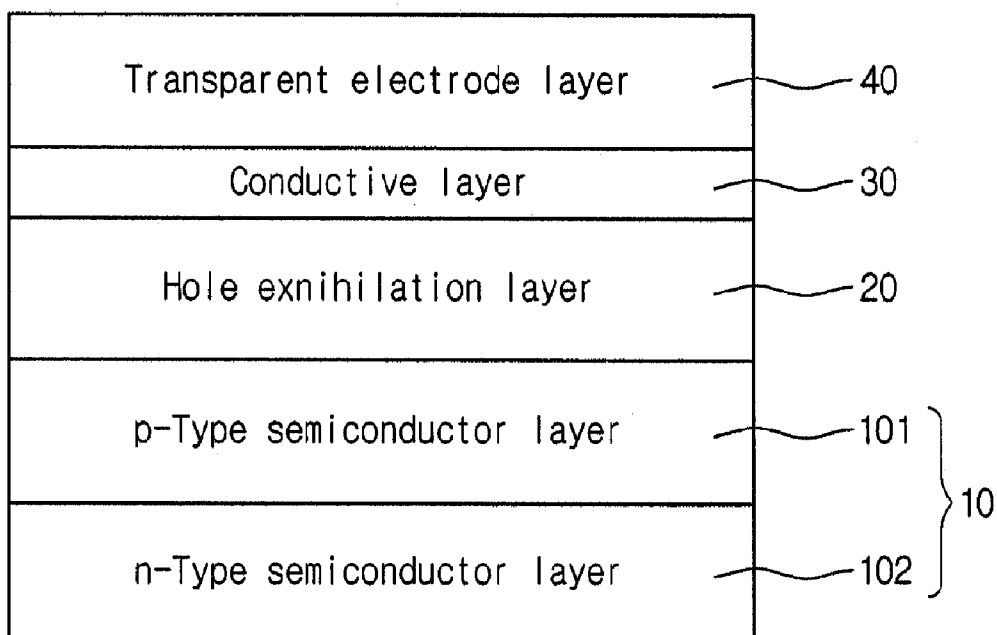 Transparent electrode layer 40
Conductive layer 30
Hole exnihilation layer 20
p-Type semiconductor layer 101
10
n-Type semiconductor layer 102